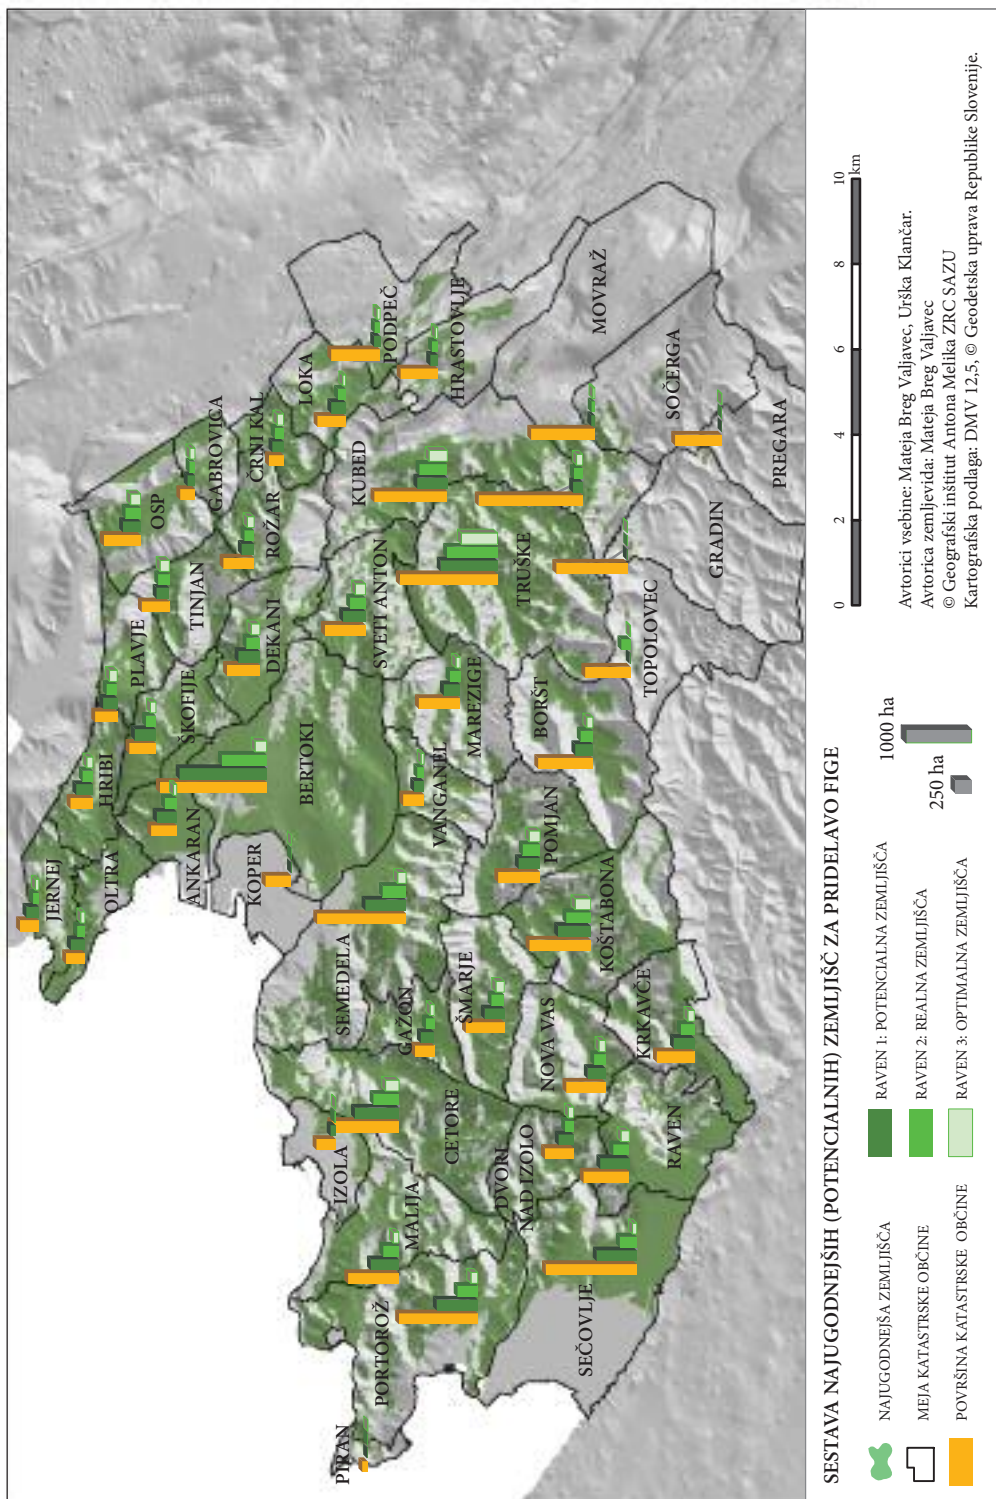 PIRAN
PORTOROŽ
MALIJA
IZOLA
CETORE
DVORI
NAD IZOLO
SEČOVLJE
RAVEN
KRKAVČE
NOVA VAS
ŠMARJE
GAŽON
SEMEDELA
KOŠTABONA
POMJAN
KOPER
ANKARAN
OLTRA
JERNEJ
HRIBI
ŠKOFIJE
PLAVJE
TINJAN
BERTOKI
VANGANEL
MAREZIGE
BORŠT
DEKANI
SVETI ANTON
TRUŠKE
TOPOLOVEC
GRADIN
PREGARA
SOČERGA
MOVRAŽ
KUBED
ROŽAR
OSP
GABROVICA
ČRNI KAL
LOKA
PODPEČ
HRASTOVLJE
SESTAVA NAJUGODNEJŠIH (POTENCIALNIH) ZEMLJIŠČ ZA PRIDELAVO FIGE
NAJUGODNEJŠA ZEMLJIŠČA
MEJA KATASTRSKE OBČINE
POVRŠINA KATASTRSKE OBČINE
RAVEN 1: POTENCIALNA ZEMLJIŠČA
RAVEN 2: REALNA ZEMLJIŠČA
RAVEN 3: OPTIMALNA ZEMLJIŠČA
1000 ha
250 ha
0 2 4 6 8 10
km
Avtorici vsebine: Mateja Breg Valjavec, Urška Klančar.
Avtorica zemljevida: Mateja Breg Valjavec
© Geografski inštitut Antona Melika ZRC SAZU
Kartografska podlaga: DMV 12,5, © Geodetska uprava Republike Slovenije.